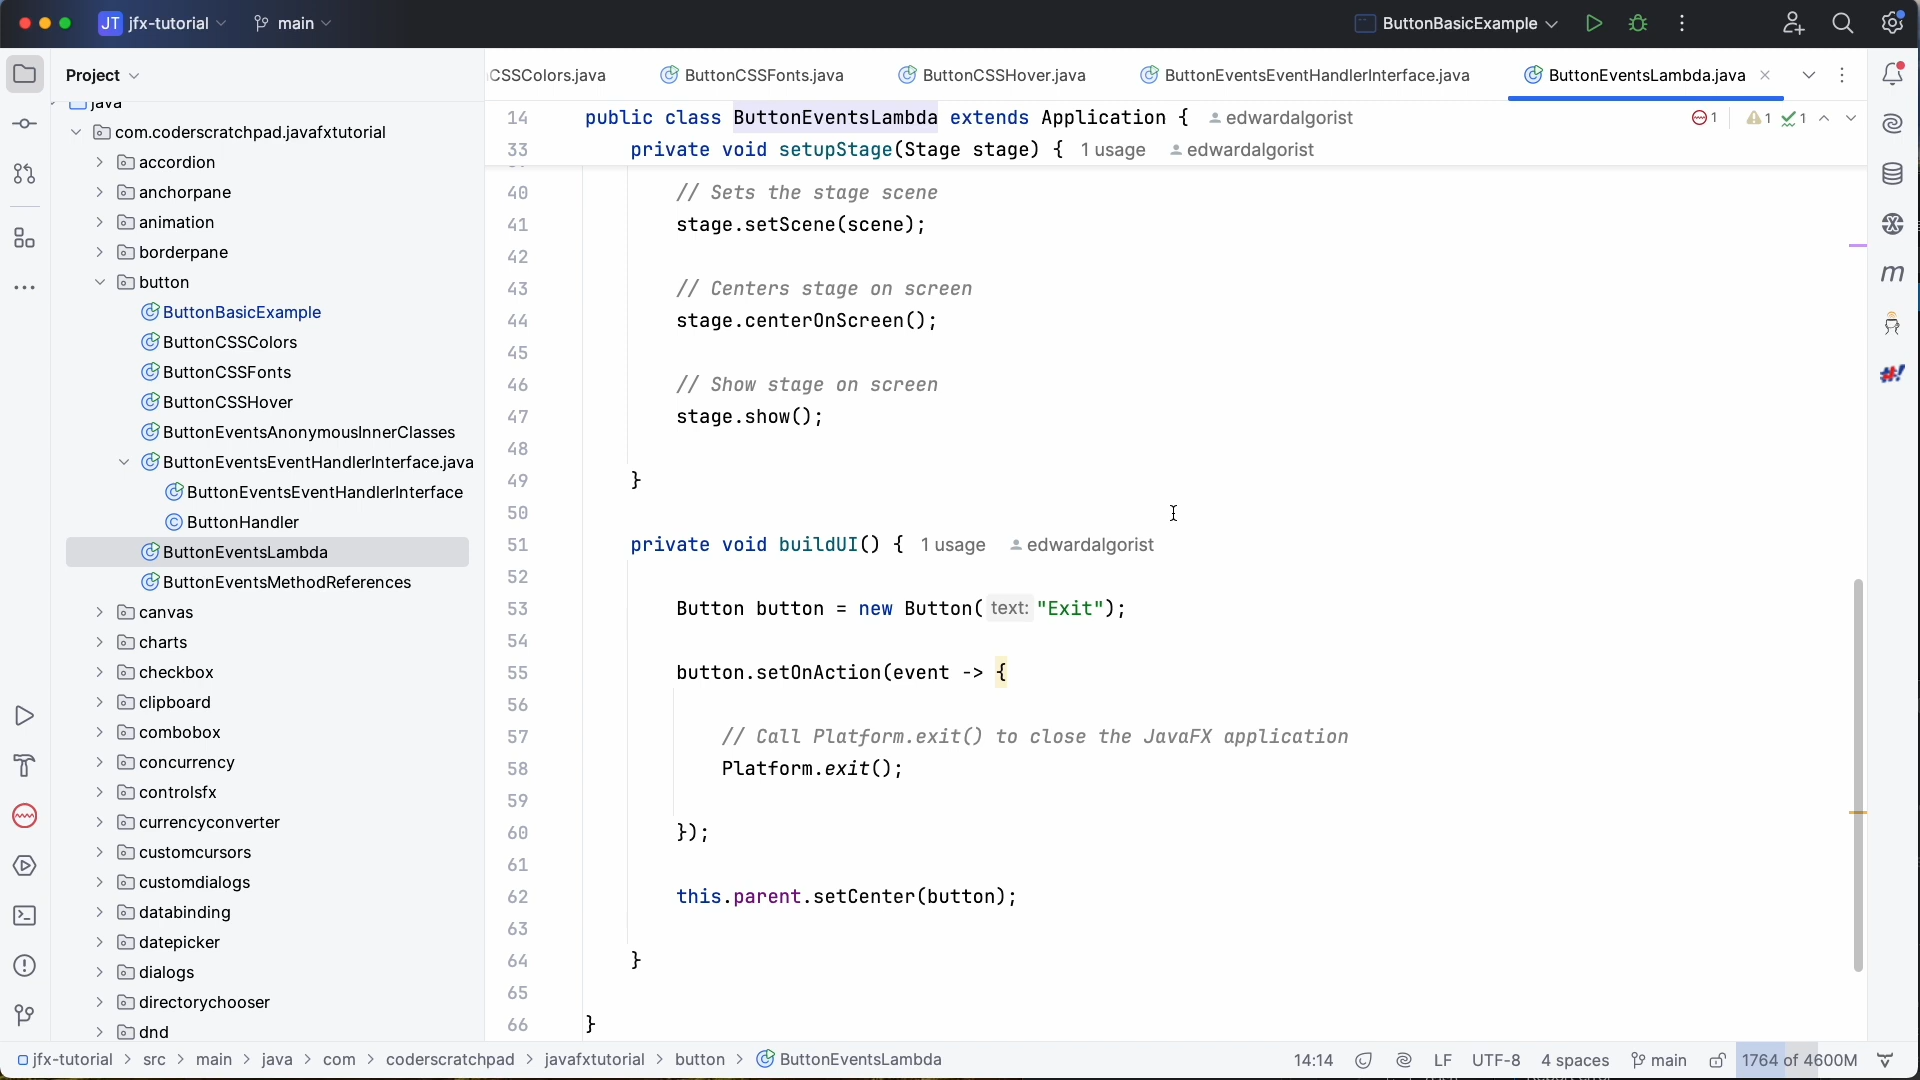 JT jfx-tutorial main ButtonBasicExample
Project
CSSColors.java ButtonCSSFonts.java ButtonCSSHover.java ButtonEventsEventHandlerInterface.java ButtonEventsLambda.java
java
com.coderscratchpad.javafxtutorial
accordion
anchorpane
animation
borderpane
button
ButtonBasicExample
ButtonCSSColors
ButtonCSSFonts
ButtonCSSHover
ButtonEventsAnonymousInnerClasses
ButtonEventsEventHandlerInterface.java
ButtonEventsEventHandlerInterface
ButtonHandler
ButtonEventsLambda
ButtonEventsMethodReferences
canvas
charts
checkbox
clipboard
combobox
concurrency
controlsfx
currencyconverter
customcursors
customdialogs
databinding
datepicker
dialogs
directorychooser
dnd
14 public class ButtonEventsLambda extends Application { edwardalgorist 1 1 1
33 private void setupStage(Stage stage) { 1 usage edwardalgorist
40 // Sets the stage scene
41 stage.setScene(scene);
42
43 // Centers stage on screen
44 stage.centerOnScreen();
45
46 // Show stage on screen
47 stage.show();
48
49 }
50
51 private void buildUI() { 1 usage edwardalgorist
52
53 Button button = new Button( text: "Exit");
54
55 button.setOnAction(event -> {
56
57 // Call Platform.exit() to close the JavaFX application
58 Platform.exit();
59
60 });
61
62 this.parent.setCenter(button);
63
64 }
65
66 }
m
#!
jfx-tutorial > src > main > java > com > coderscratchpad > javafxtutorial > button > ButtonEventsLambda 14:14 LF UTF-8 4 spaces main 1764 of 4600M